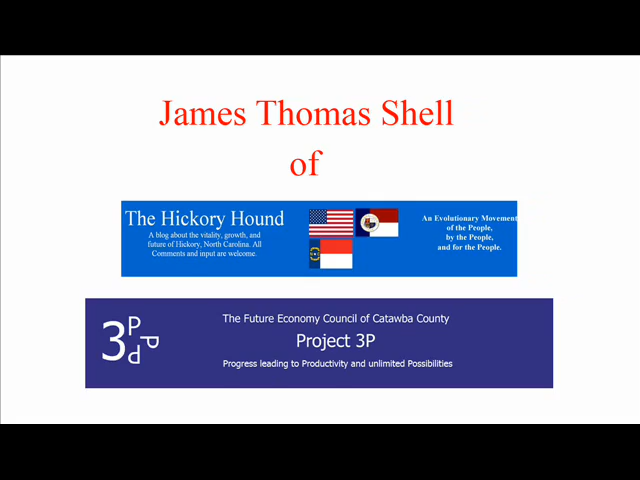 James Thomas Shell
of
The Hickory Hound
A blog about the vitality, growth, and
future of Hickory, North Carolina. All
Comments and input are welcome.
An Evolutionary Movement
of the People,
by the People,
and for the People.
3 P P P
The Future Economy Council of Catawba County
Project 3P
Progress leading to Productivity and unlimited Possibilities